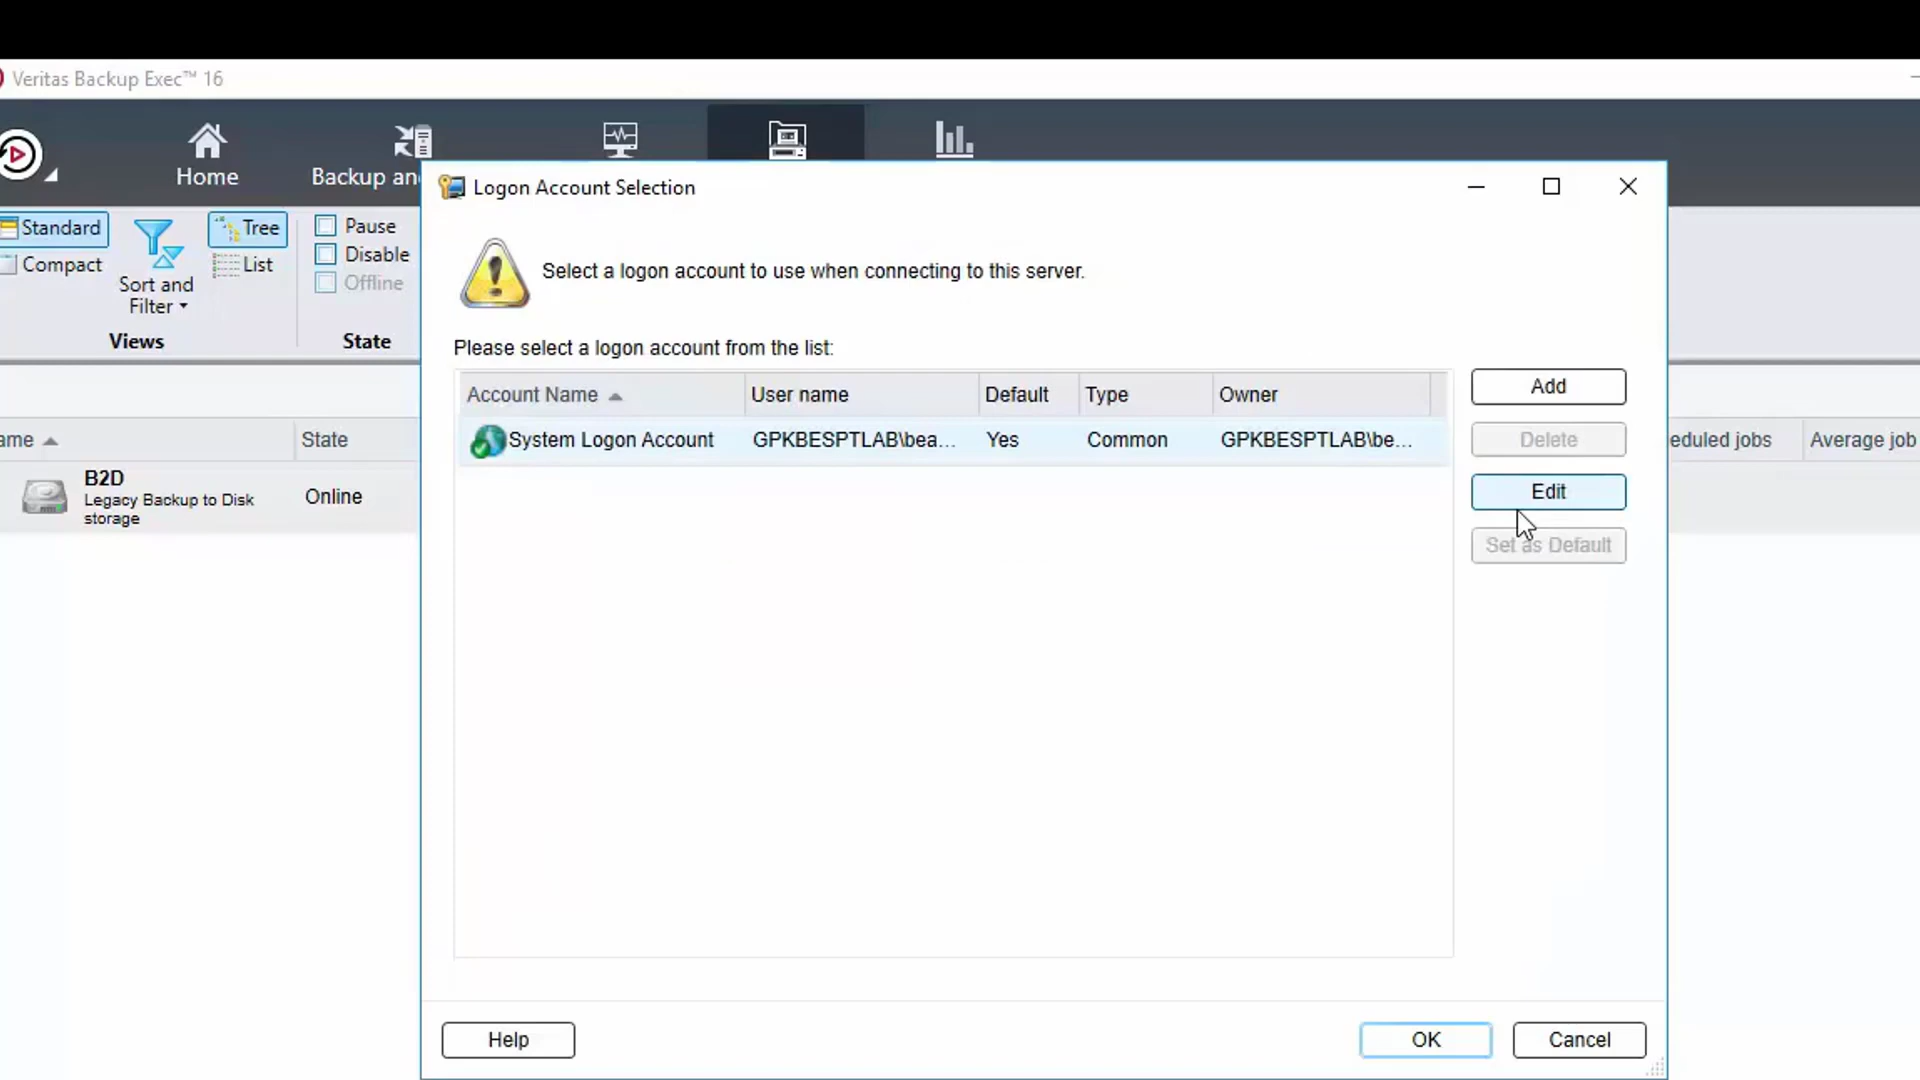 Veritas Backup Exec™ 16
Home
Backup an
Standard
Compact
Sort and
Filter
Tree
List
Views
Pause
Disable
Offline
State
ame
State
B2D
Legacy Backup to Disk
storage
Online
eduled jobs
Average job
Logon Account Selection
Select a logon account to use when connecting to this server.
Please select a logon account from the list:
Account Name User name Default Type Owner
System Logon Account GPKBESPTLAB\bea... Yes Common GPKBESPTLAB\be...
Add
Delete
Edit
Set as Default
Help
OK
Cancel